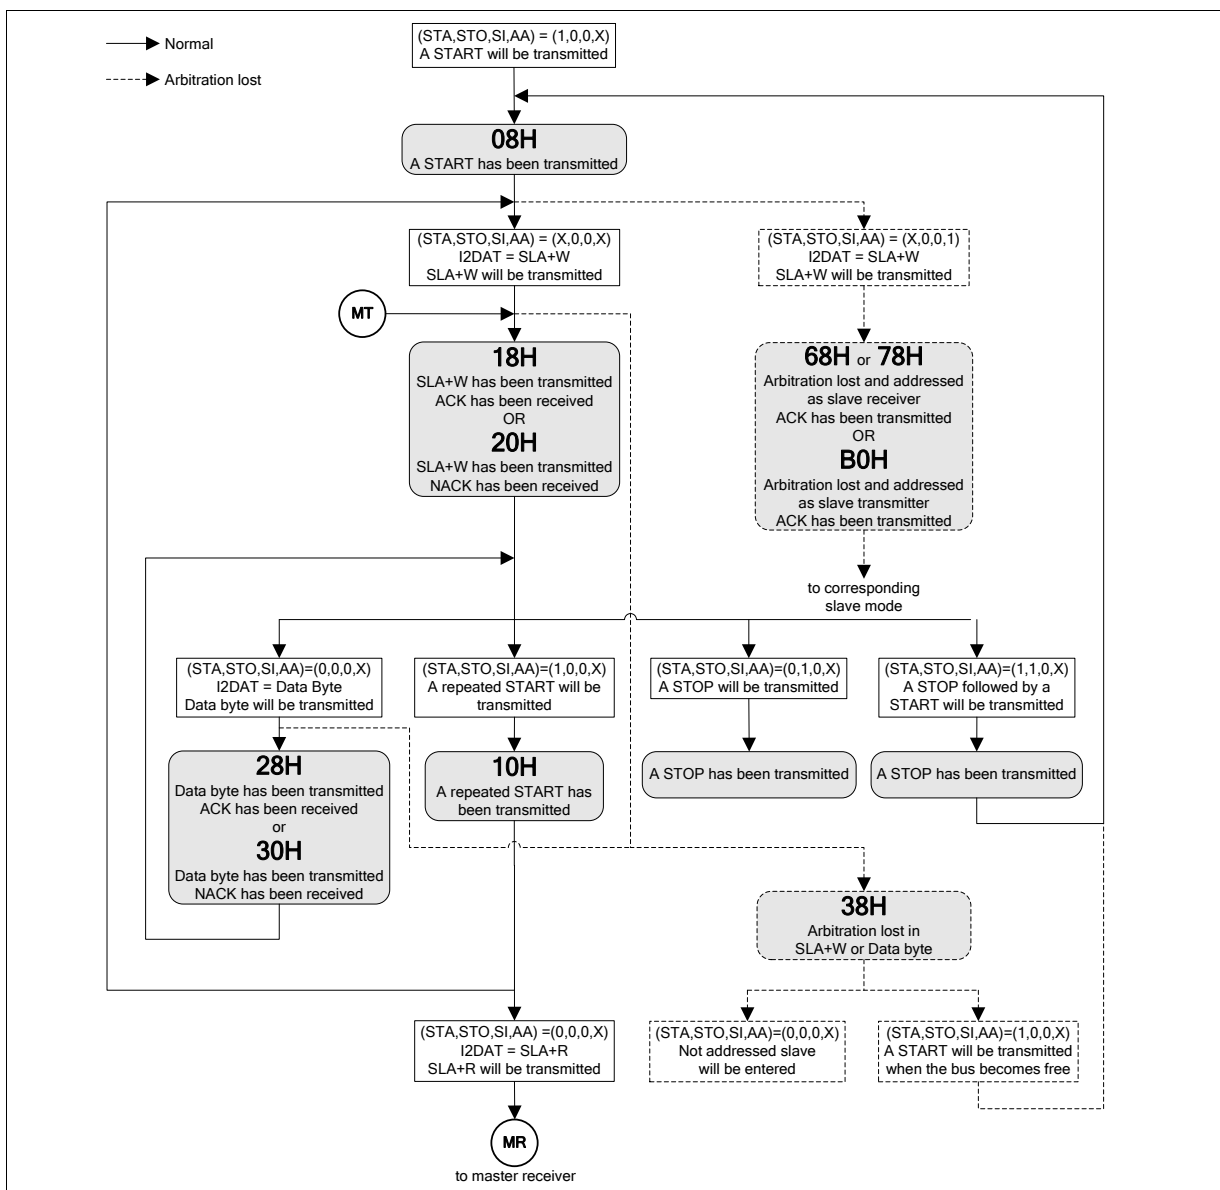 Normal
Arbitration lost
(STA,STO,SI,AA) = (1,0,0,X)
A START will be transmitted
08H
A START has been transmitted
(STA,STO,SI,AA) = (X,0,0,X)
I2DAT = SLA+W
SLA+W will be transmitted
(STA,STO,SI,AA) = (X,0,0,1)
I2DAT = SLA+W
SLA+W will be transmitted
MT
18H
SLA+W has been transmitted
ACK has been received
OR
20H
SLA+W has been transmitted
NACK has been received
68H or 78H
Arbitration lost and addressed
as slave receiver
ACK has been transmitted
OR
B0H
Arbitration lost and addressed
as slave transmitter
ACK has been transmitted
to corresponding
slave mode
(STA,STO,SI,AA)=(0,0,0,X)
I2DAT = Data Byte
Data byte will be transmitted
(STA,STO,SI,AA)=(1,0,0,X)
A repeated START will be
transmitted
(STA,STO,SI,AA)=(0,1,0,X)
A STOP will be transmitted
(STA,STO,SI,AA)=(1,1,0,X)
A STOP followed by a
START will be transmitted
28H
Data byte has been transmitted
ACK has been received
or
30H
Data byte has been transmitted
NACK has been received
10H
A repeated START has
been transmitted
A STOP has been transmitted
A STOP has been transmitted
38H
Arbitration lost in
SLA+W or Data byte
(STA,STO,SI,AA) =(0,0,0,X)
I2DAT = SLA+R
SLA+R will be transmitted
(STA,STO,SI,AA)=(0,0,0,X)
Not addressed slave
will be entered
(STA,STO,SI,AA)=(1,0,0,X)
A START will be transmitted
when the bus becomes free
MR
to master receiver